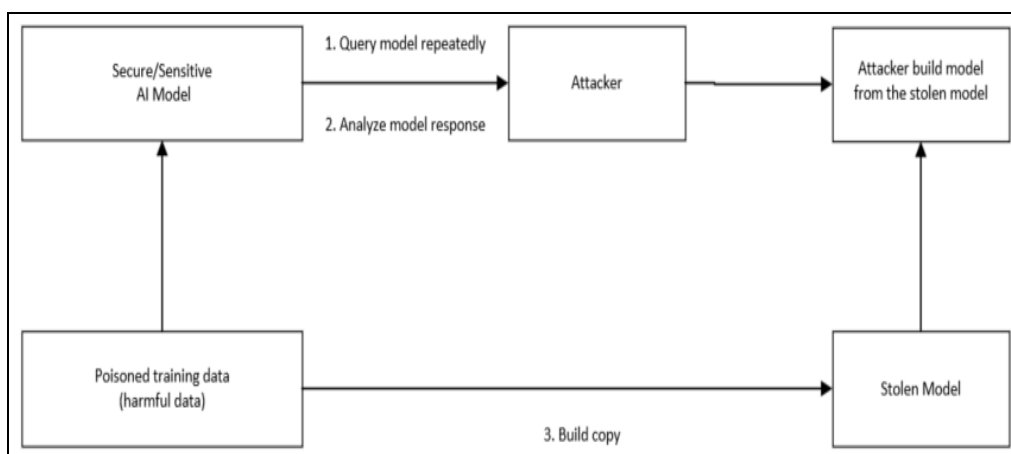 1. Query model repeatedly
Secure/Sensitive
AI Model
Attacker
Attacker build model
from the stolen model
2. Analyze model response
Poisoned training data
(harmful data)
Stolen Model
3. Build copy